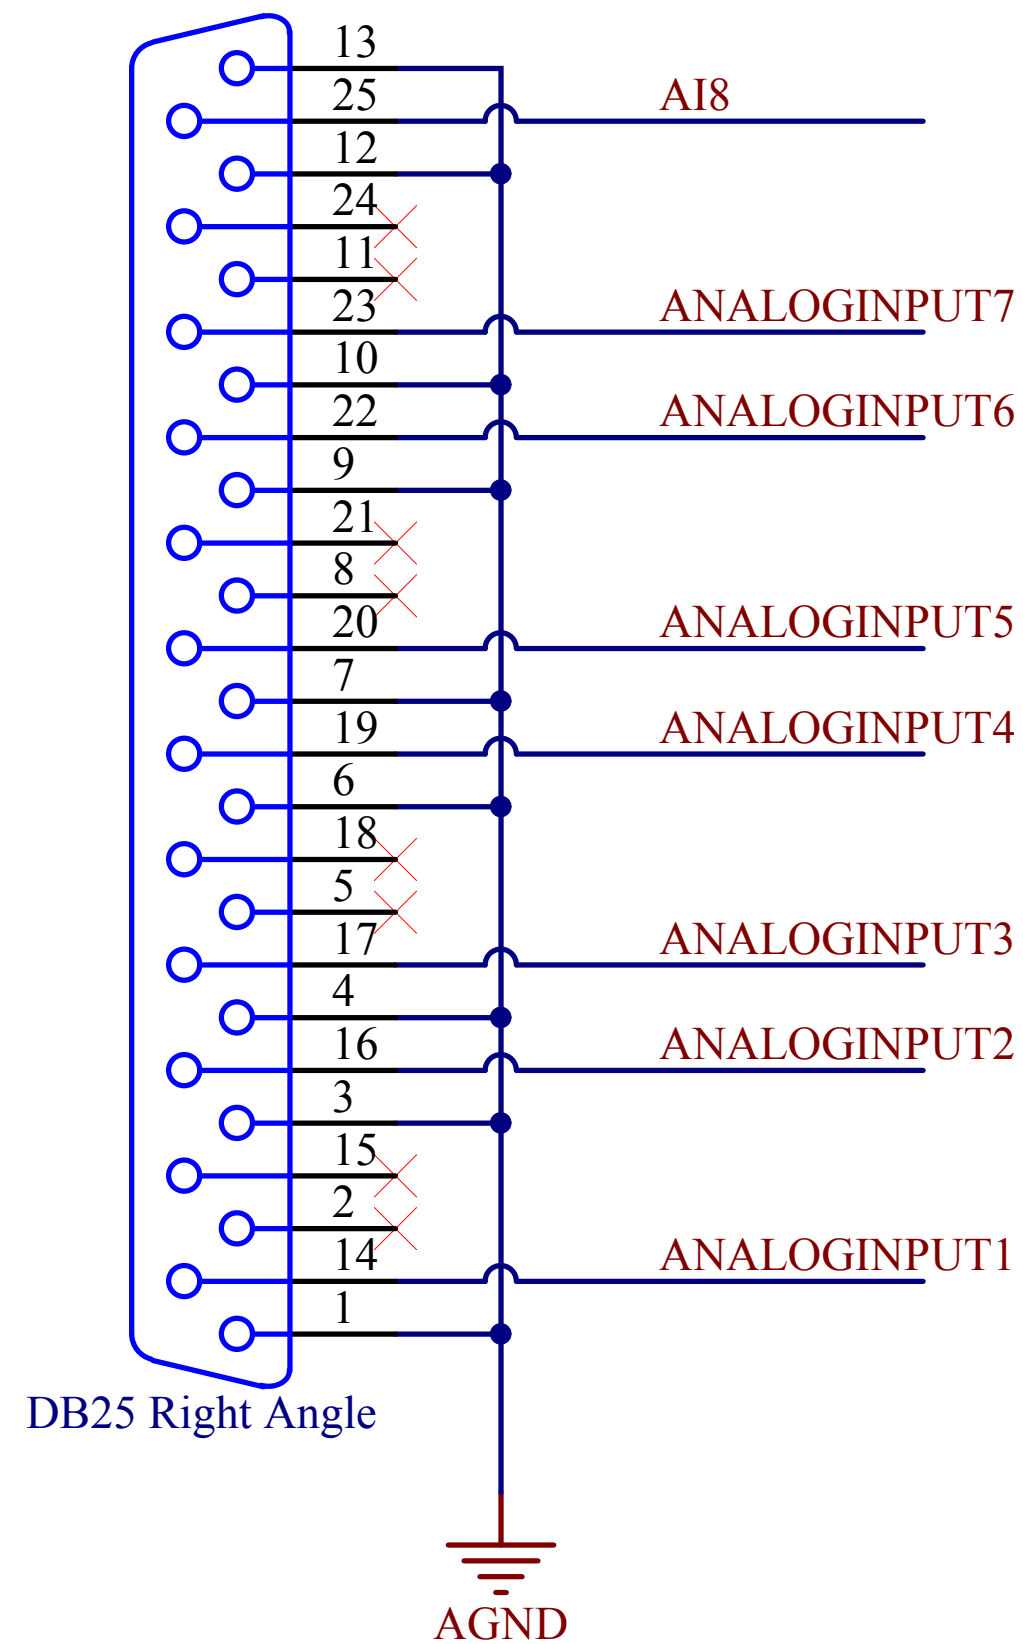 13
25
AI8
12
24
11
23
ANALOGINPUT7
10
22
ANALOGINPUT6
9
21
8
20
ANALOGINPUT5
7
19
ANALOGINPUT4
6
18
5
17
ANALOGINPUT3
4
16
ANALOGINPUT2
3
15
2
14
ANALOGINPUT1
1
DB25 Right Angle
AGND